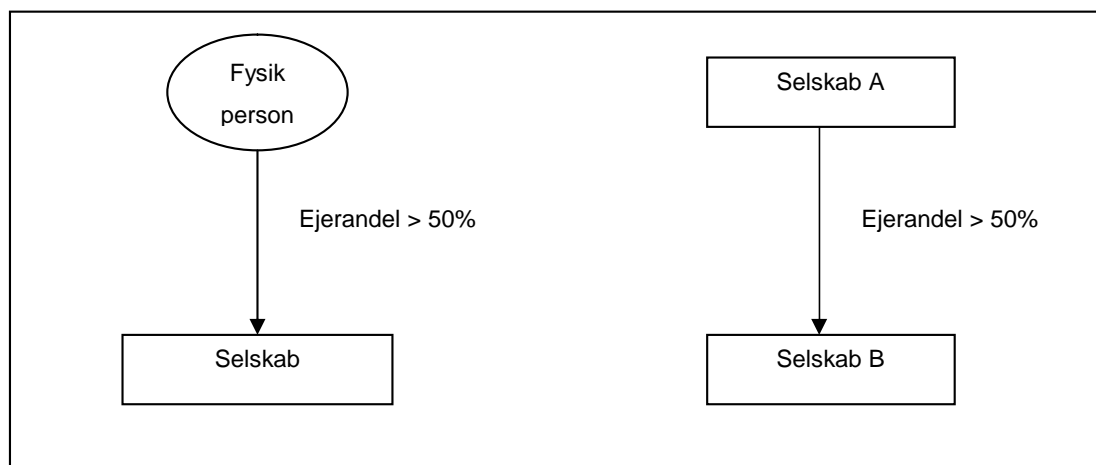 Fysik
person
Ejerandel > 50%
Selskab
Selskab A
Ejerandel > 50%
Selskab B